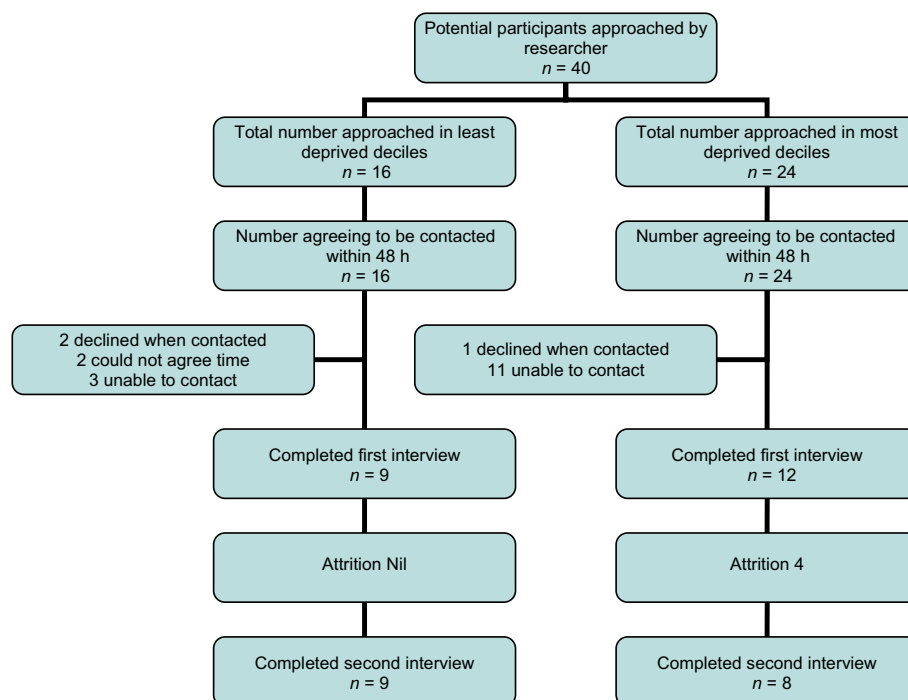 Potential participants approached by
researcher
n = 40
Total number approached in least
deprived deciles
n = 16
Total number approached in most
deprived deciles
n = 24
Number agreeing to be contacted
within 48 h
n = 16
Number agreeing to be contacted
within 48 h
n = 24
2 declined when contacted
2 could not agree time
3 unable to contact
1 declined when contacted
11 unable to contact
Completed first interview
n = 9
Completed first interview
n = 12
Attrition Nil
Attrition 4
Completed second interview
n = 9
Completed second interview
n = 8